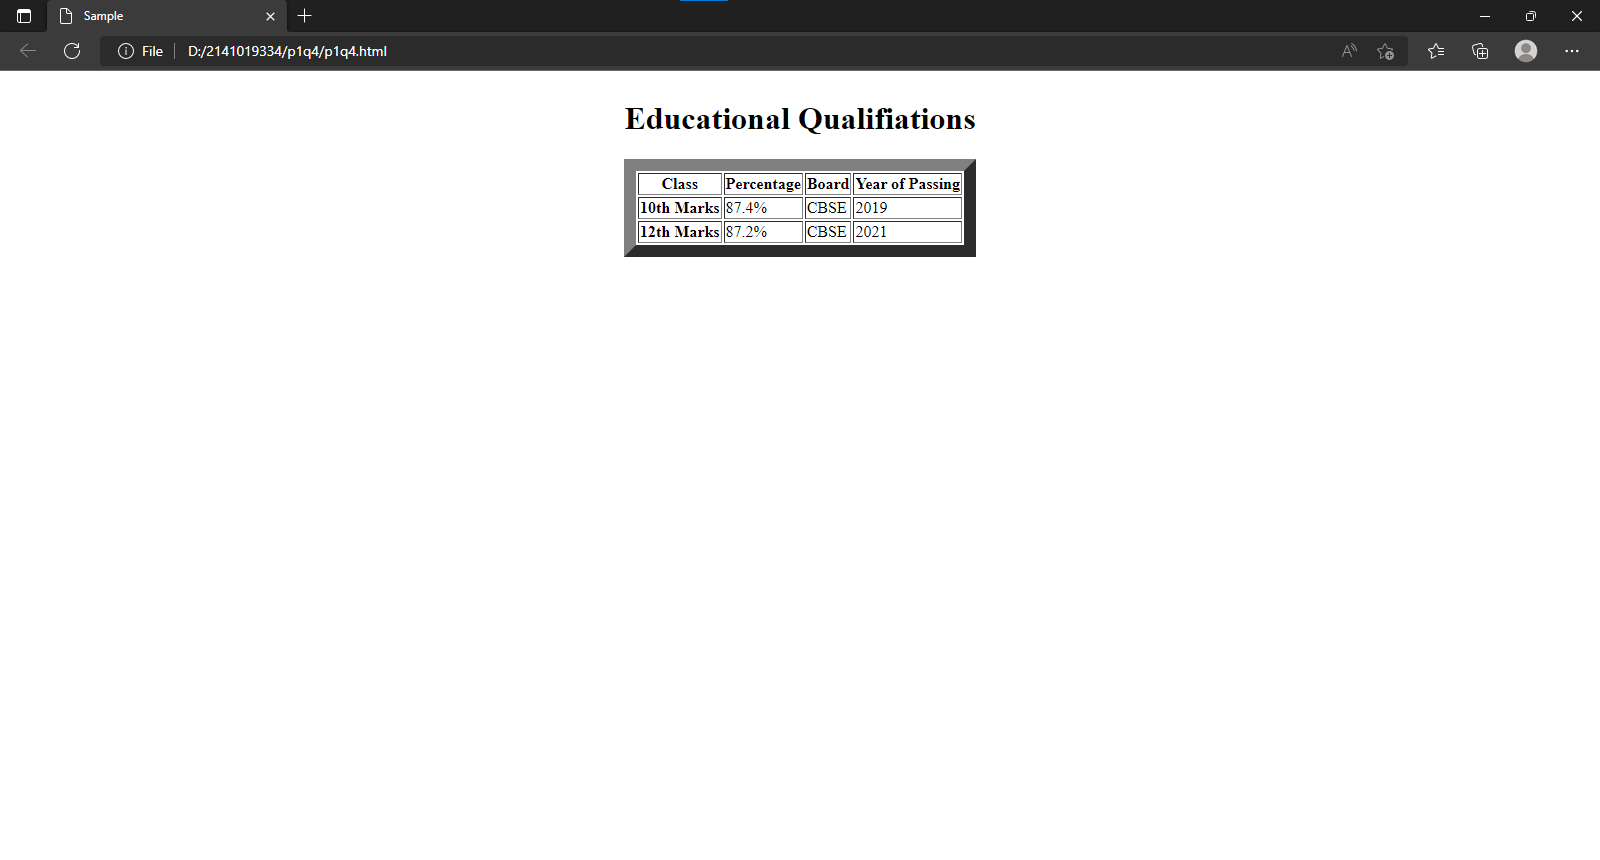 Sample
File D:/2141019334/p1q4/p1q4.html
Educational Qualifiations
Class Percentage Board Year of Passing
10th Marks 87.4% CBSE 2019
12th Marks 87.2% CBSE 2021